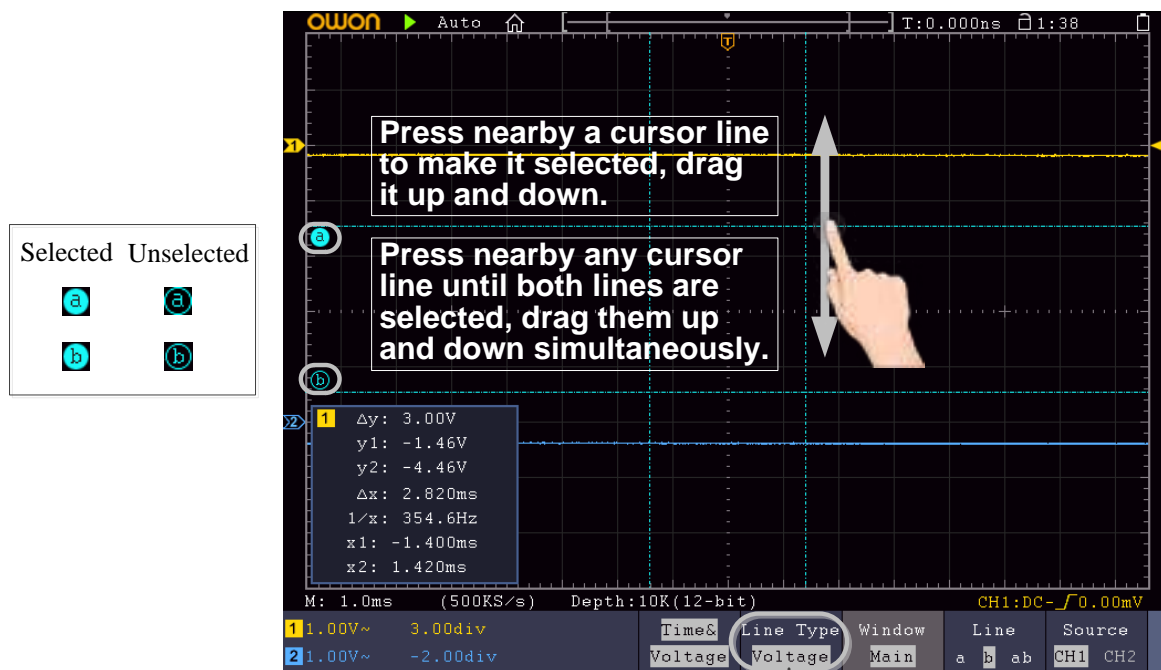 OWON Auto T:0.000ns 1:38
T
Press nearby a cursor line
to make it selected, drag
it up and down.
1
a
Press nearby any cursor
line until both lines are
selected, drag them up
and down simultaneously.
b
Selected Unselected
a a
b b
2
1 Δy: 3.00V
y1: -1.46V
y2: -4.46V
Δx: 2.820ms
1/x: 354.6Hz
x1: -1.400ms
x2: 1.420ms
M: 1.0ms (500KS/s) Depth:10K(12-bit) CH1:DC- 0.00mV
1 1.00V~ 3.00div
2 1.00V~ -2.00div
Time&
Voltage
Line Type
Voltage
Window
Main
Line
a b ab
Source
CH1 CH2